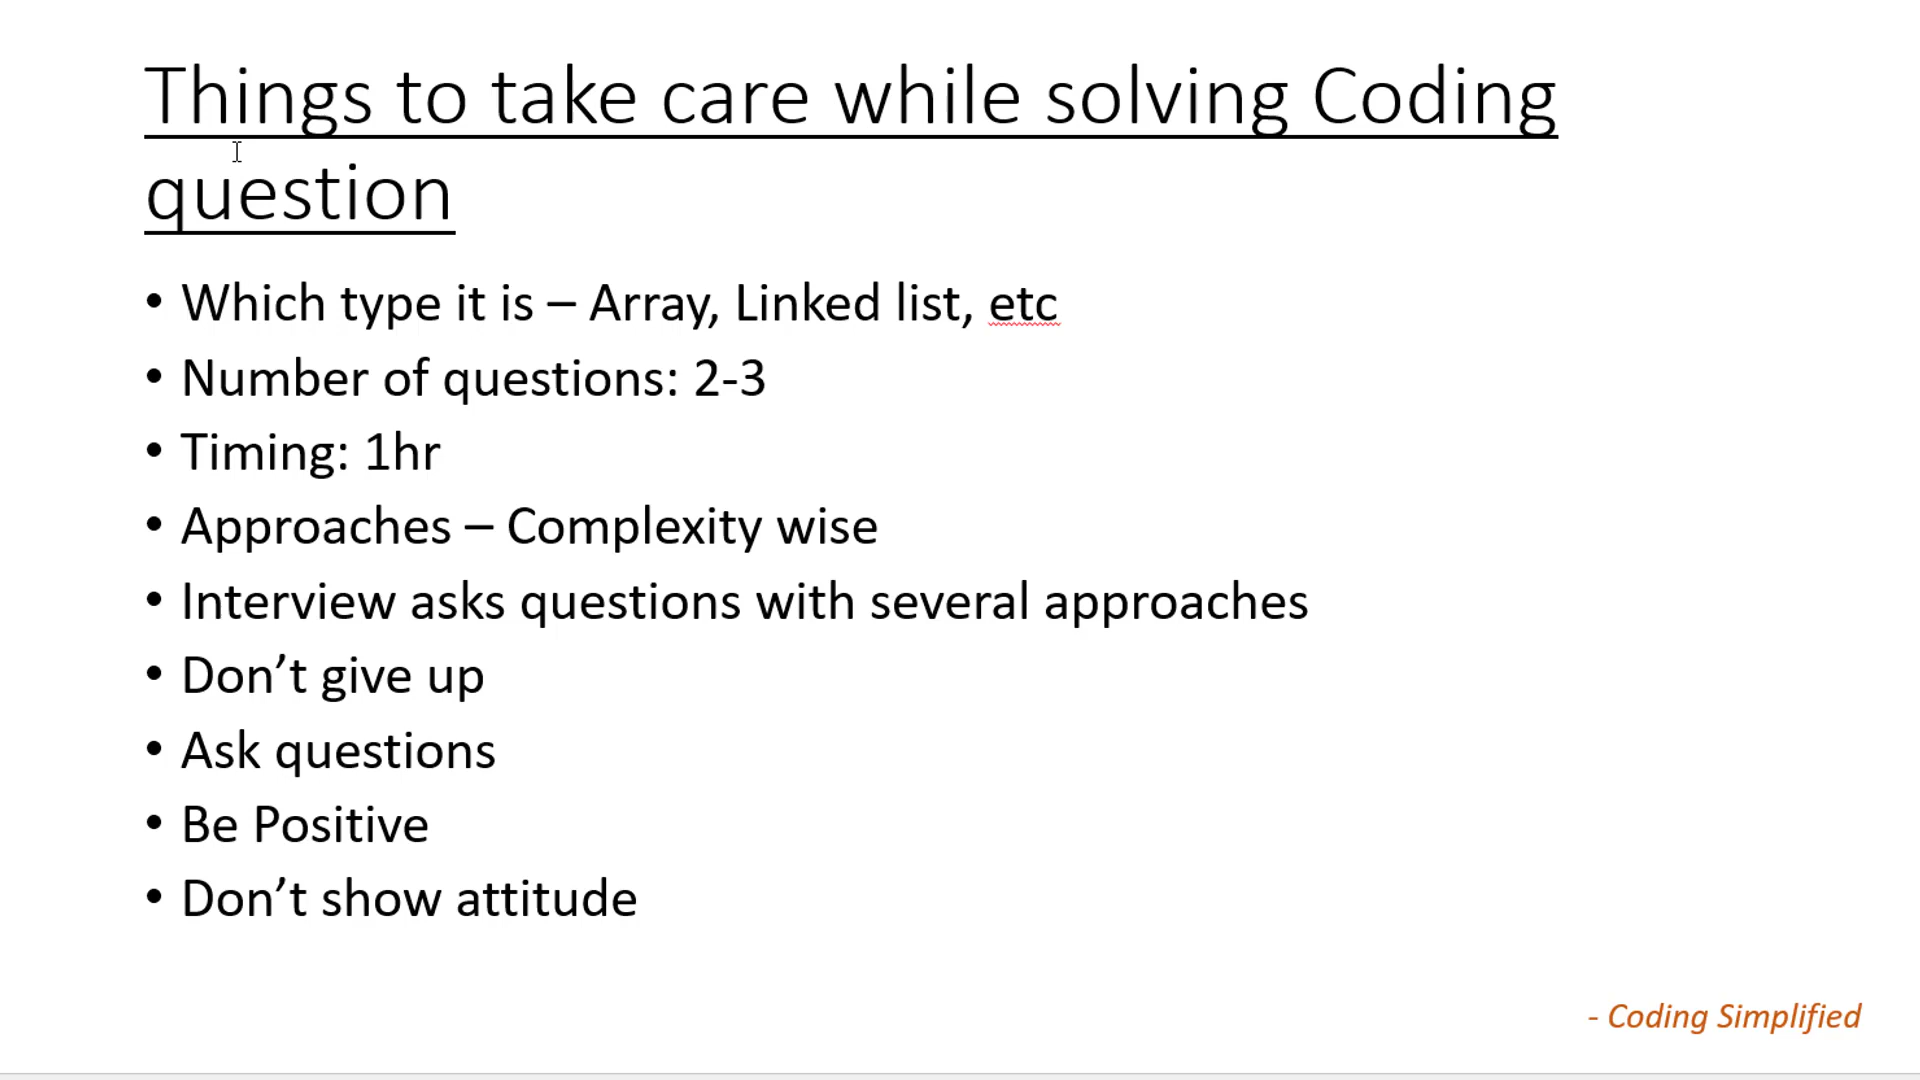 Things to take care while solving Coding
question
• Which type it is – Array, Linked list, etc
• Number of questions: 2-3
• Timing: 1hr
• Approaches – Complexity wise
• Interview asks questions with several approaches
• Don’t give up
• Ask questions
• Be Positive
• Don’t show attitude
- Coding Simplified